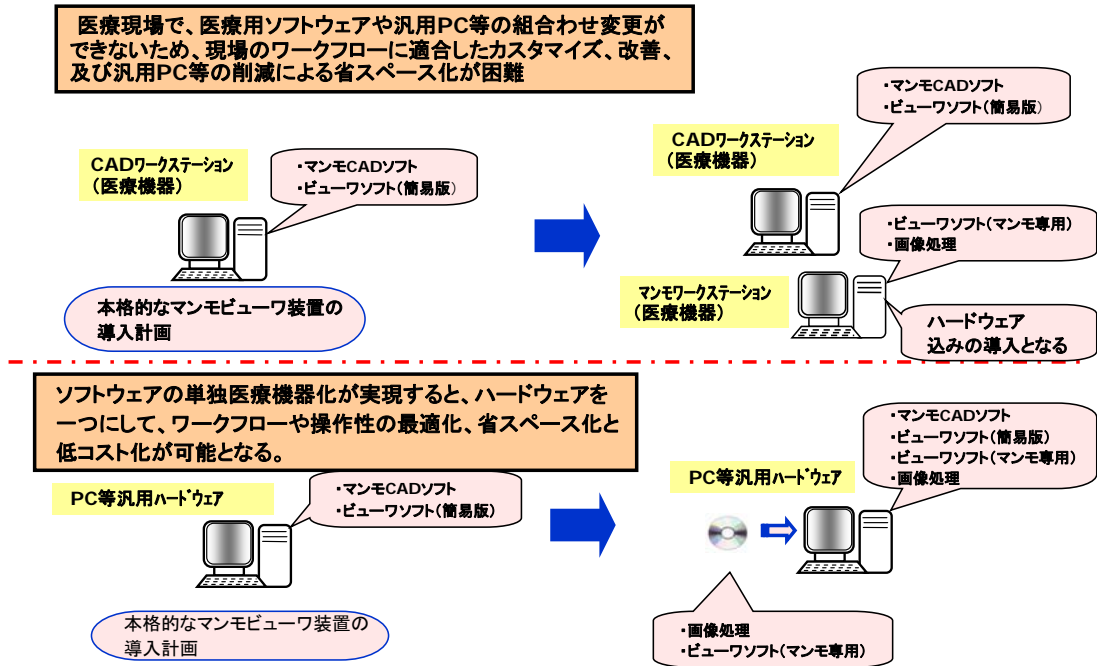 医療現場で、医療用ソフトウェアや汎用PC等の組合わせ変更が
できないため、現場のワークフローに適合したカスタマイズ、改善、
及び汎用PC等の削減による省スペース化が困難
・マンモCADソフト
・ビューワソフト(簡易版)
CADワークステーション
(医療機器)
・マンモCADソフト
・ビューワソフト(簡易版)
CADワークステーション
(医療機器)
・ビューワソフト(マンモ専用)
・画像処理
本格的なマンモビューワ装置の
導入計画
マンモワークステーション
(医療機器)
ハードウェア
込みの導入となる
ソフトウェアの単独医療機器化が実現すると、ハードウェアを
一つにして、ワークフローや操作性の最適化、省スペース化と
低コスト化が可能となる。
PC等汎用ハードウェア
・マンモCADソフト
・ビューワソフト(簡易版)
PC等汎用ハードウェア
・マンモCADソフト
・ビューワソフト(簡易版)
・ビューワソフト(マンモ専用)
・画像処理
本格的なマンモビューワ装置の
導入計画
・画像処理
・ビューワソフト(マンモ専用)